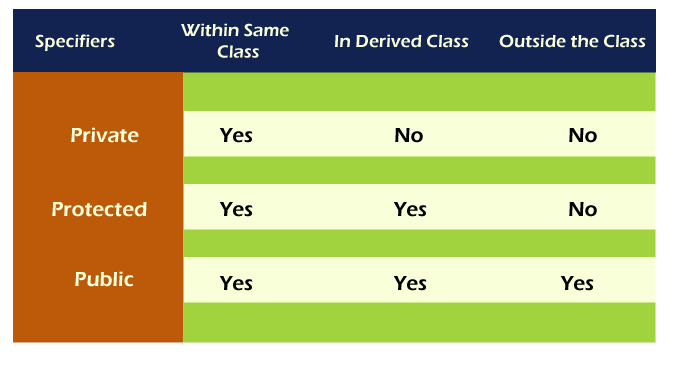 Specifiers Within Same Class In Derived Class Outside the Class
Private Yes No No
Protected Yes Yes No
Public Yes Yes Yes